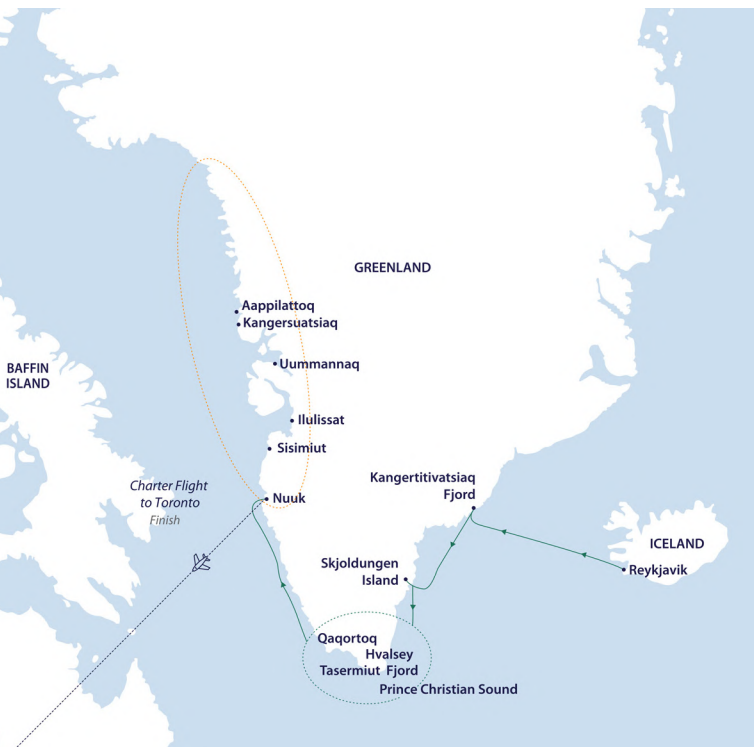 GREENLAND
Aappilattoq
Kangersuatsiaq
Uummannaq
BAFFIN
ISLAND
Ilulissat
Sisimiut
Kangertitivatsiaq
Fjord
Charter Flight
to Toronto
Finish
Nuuk
ICELAND
Reykjavik
Skjoldungen
Island
Qaqortoq
Hvalsey
Tasermiut Fjord
Prince Christian Sound